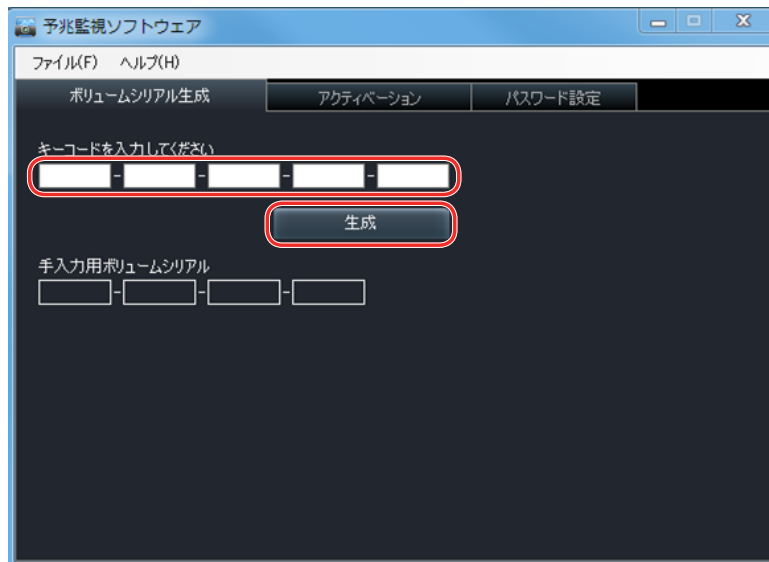 予兆監視ソフトウェア
ファイル(F) ヘルプ(H)
ボリュームシリアル生成 アクティベーション パスワード設定
キーコードを入力してください
- - - -
生成
手入力用ボリュームシリアル
- - -